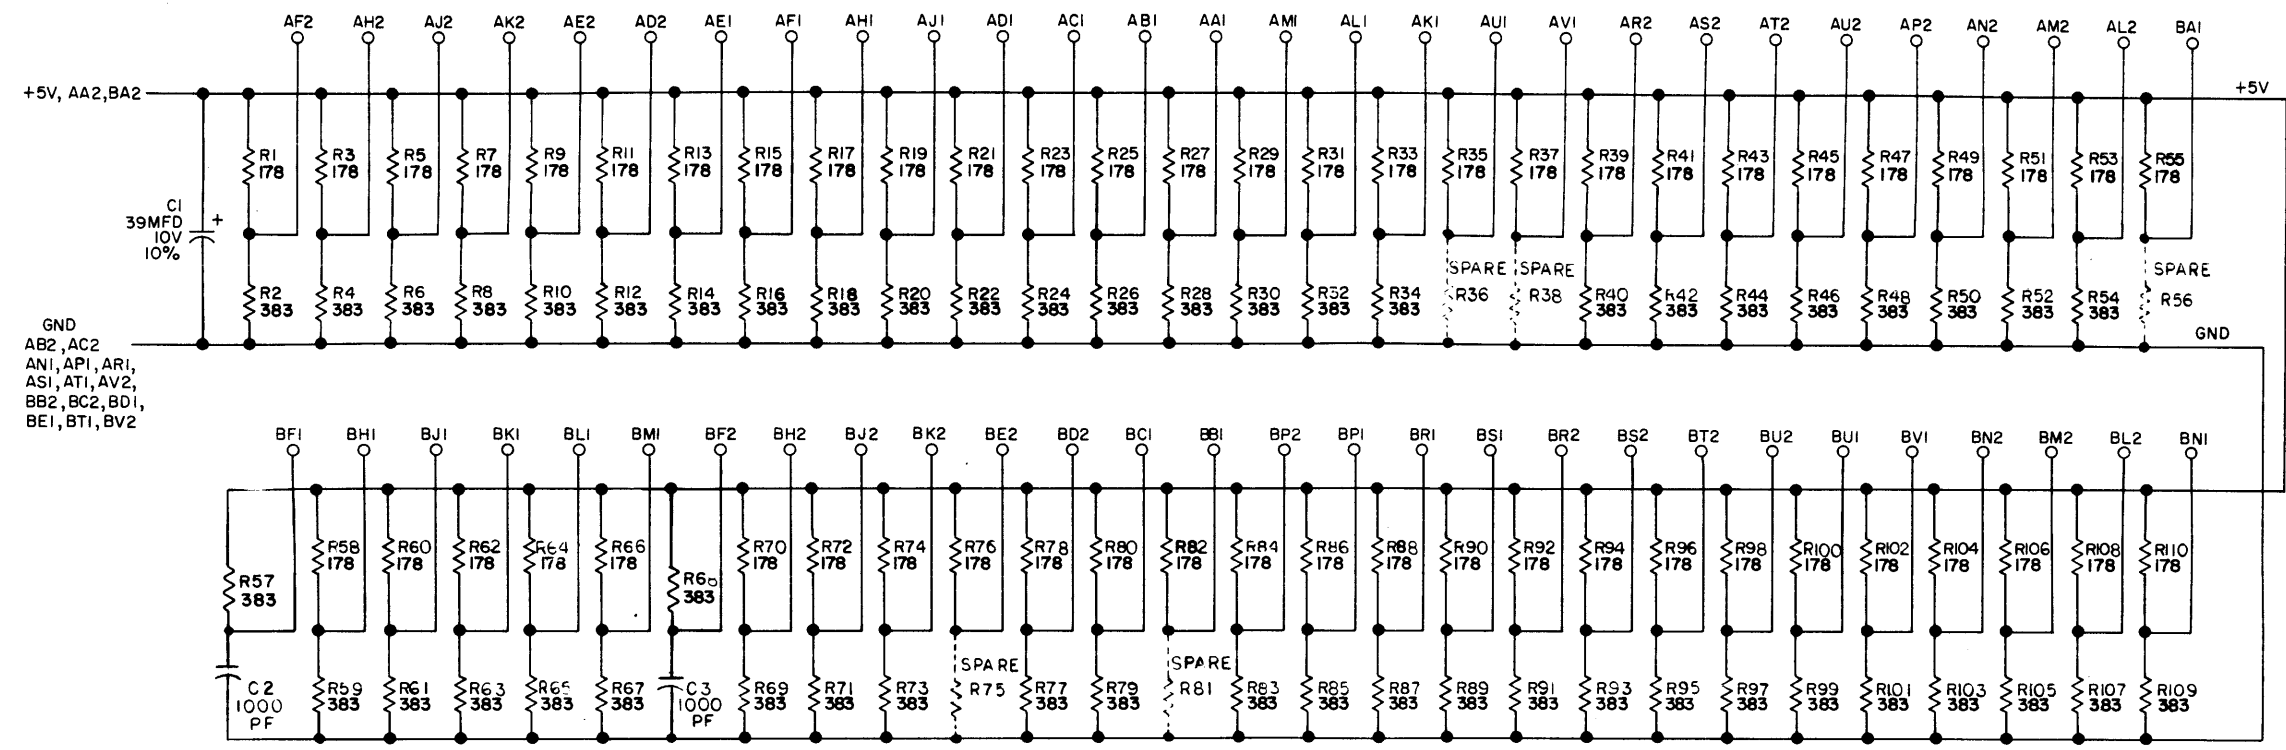 AF2 AH2 AJ2 AK2 AE2 AD2 AE1 AF1 AH1 AJ1 AD1 AC1 AB1 AA1 AM1 AL1 AK1 AU1 AV1 AR2 AS2 AT2 AU2 AP2 AN2 AM2 AL2 BA1
+5V, AA2,BA2 +5V
R1 R3 R5 R7 R9 R11 R13 R15 R17 R19 R21 R23 R25 R27 R29 R31 R33 R35 R37 R39 R41 R43 R45 R47 R49 R51 R53 R55
178 178 178 178 178 178 178 178 178 178 178 178 178 178 178 178 178 178 178 178 178 178 178 178 178 178 178 178
C1
39MFD +
10V
10%
SPARE SPARE SPARE
R2 R4 R6 R8 R10 R12 R14 R16 R18 R20 R22 R24 R26 R28 R30 R32 R34 R36 R38 R40 R42 R44 R46 R48 R50 R52 R54 R56
383 383 383 383 383 383 383 383 383 383 383 383 383 383 383 383 383 383 383 383 383 383 383 383 383
GND GND
AB2,AC2
AN1,AP1,AR1,
AS1,AT1,AV2,
BB2,BC2,BD1,
BE1,BT1,BV2
BF1 BH1 BJ1 BK1 BL1 BM1 BF2 BH2 BJ2 BK2 BE2 BD2 BC1 BB1 BP2 BP1 BR1 BS1 BR2 BS2 BT2 BU2 BU1 BV1 BN2 BM2 BL2 BN1
R58 R60 R62 R64 R66 R70 R72 R74 R76 R78 R80 R82 R84 R86 R88 R90 R92 R94 R96 R98 R100 R102 R104 R106 R108 R110
178 178 178 178 178 178 178 178 178 178 178 178 178 178 178 178 178 178 178 178 178 178 178 178 178 178
R57
383 383
SPARE SPARE
C2 R59 R61 R63 R65 R67 C3 R69 R71 R73 R75 R77 R79 R81 R83 R85 R87 R89 R91 R93 R95 R97 R99 R101 R103 R105 R107 R109
1000 383 383 383 383 383 1000 383 383 383 383 383 383 383 383 383 383 383 383 383 383 383 383 383 383 383 383
PF PF